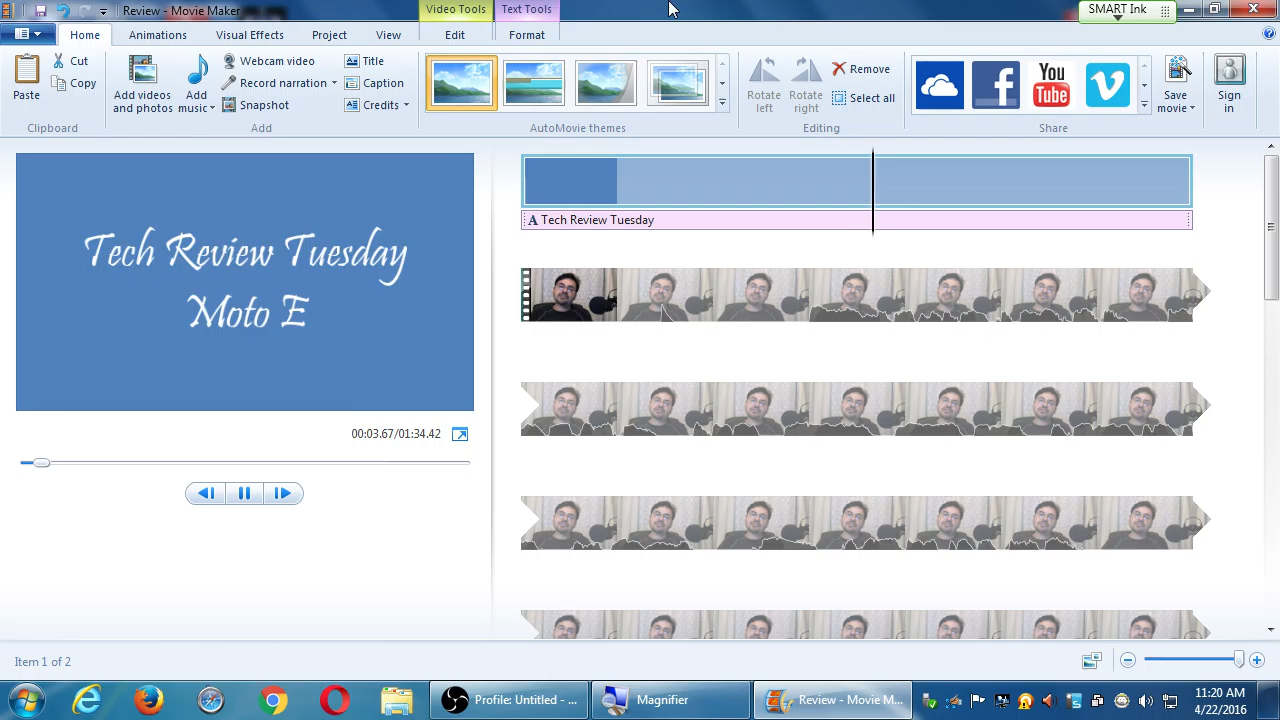 Review - Movie Maker
Video Tools
Text Tools
SMART Ink
Home
Animations
Visual Effects
Project
View
Edit
Format
Paste
Cut
Copy
Clipboard
Add videos
and photos
Add
music
Webcam video
Record narration
Snapshot
Title
Caption
Credits
Add
AutoMovie themes
Rotate
left
Rotate
right
Remove
Select all
Editing
You
Tube
Share
Save
movie
Sign
in
Tech Review Tuesday
Moto E
00:03.67/01:34.42
A Tech Review Tuesday
Item 1 of 2
Profile: Untitled - ...
Magnifier
Review - Movie M...
11:20 AM
4/22/2016